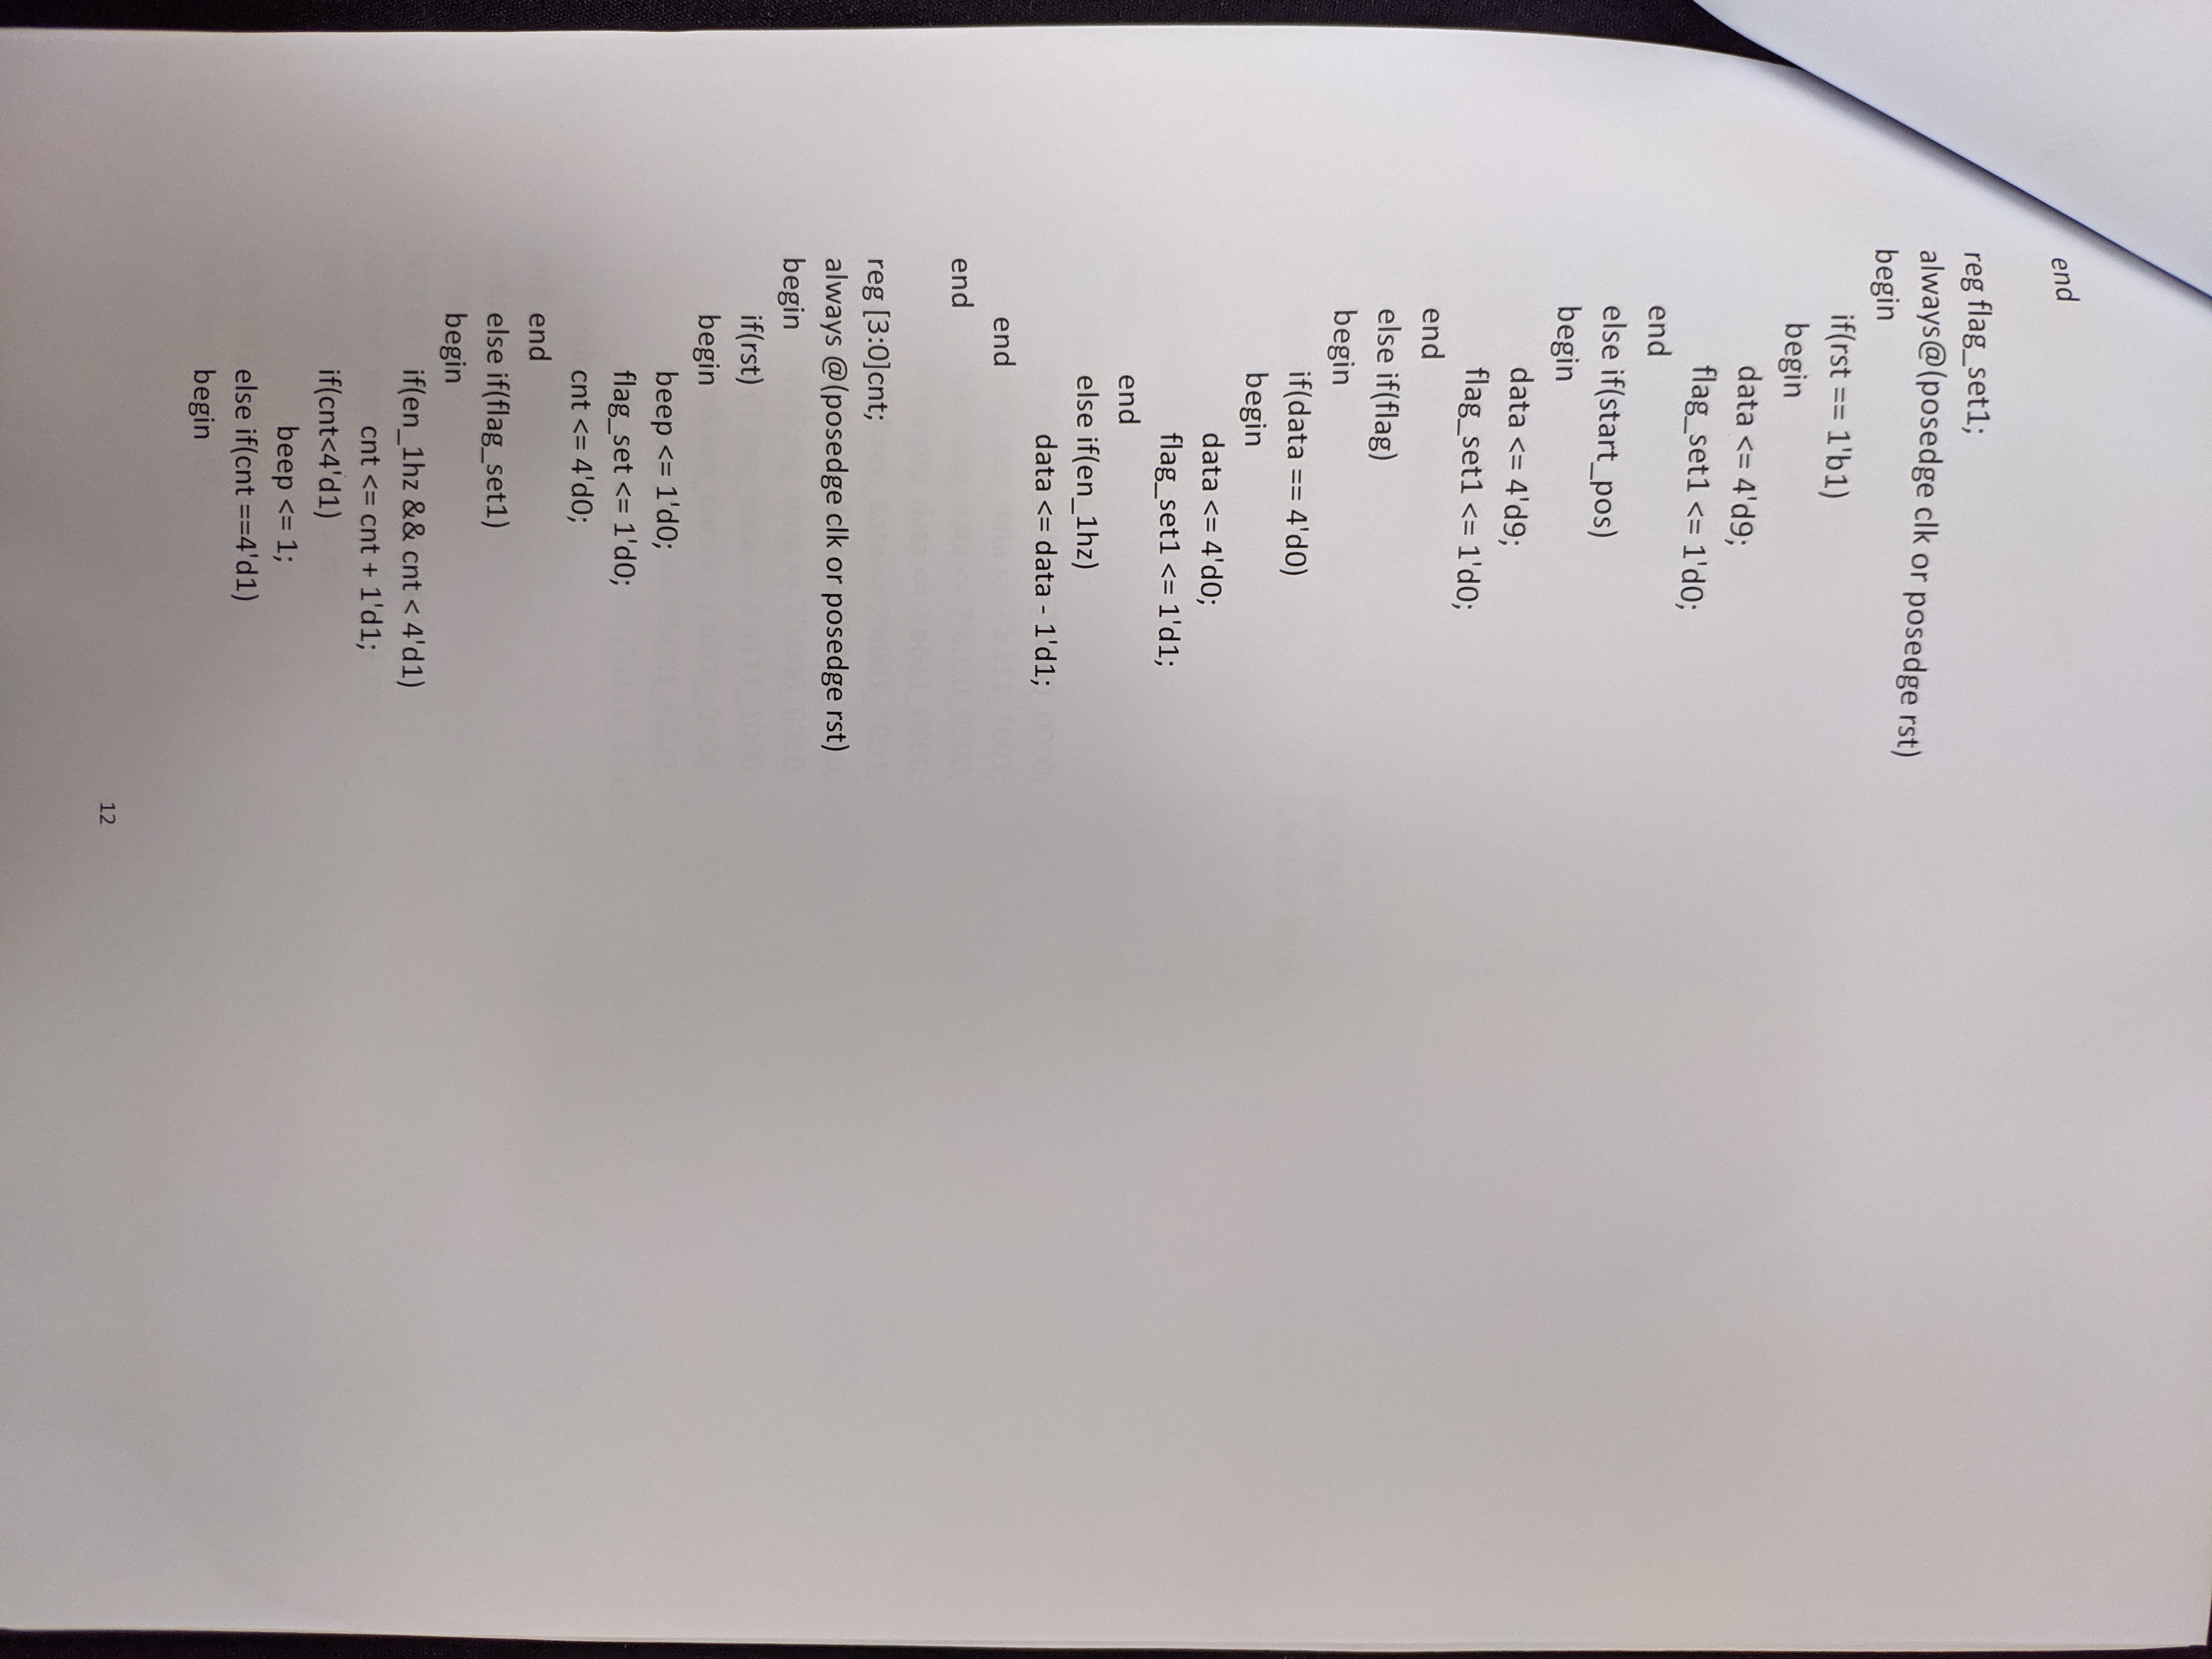 end
reg flag_set1;
always@(posedge clk or posedge rst)
begin
if(rst == 1'b1)
begin
data <= 4'd9;
flag_set1 <= 1'd0;
end
else if(start_pos)
begin
data <= 4'd9;
flag_set1 <= 1'd0;
end
else if(flag)
begin
if(data == 4'd0)
begin
data <= 4'd0;
flag_set1 <= 1'd1;
end
else if(en_1hz)
data <= data - 1'd1;
end
end
reg [3:0]cnt;
always @(posedge clk or posedge rst)
begin
if(rst)
begin
beep <= 1'd0;
flag_set <= 1'd0;
cnt <= 4'd0;
end
else if(flag_set1)
begin
if(en_1hz && cnt < 4'd1)
cnt <= cnt + 1'd1;
if(cnt<4'd1)
beep <= 1;
else if(cnt ==4'd1)
begin
12